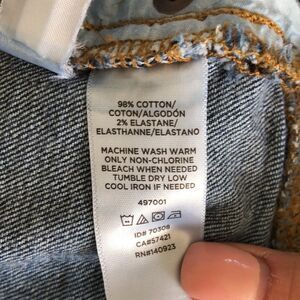 98% COTTON/
COTON/ALGODÓN
2% ELASTANE/
ELASTHANNE/ELASTANO
MACHINE WASH WARM
ONLY NON-CHLORINE
BLEACH WHEN NEEDED
TUMBLE DRY LOW
COOL IRON IF NEEDED
497001
ID# 70308
CA#57421
RN#140923